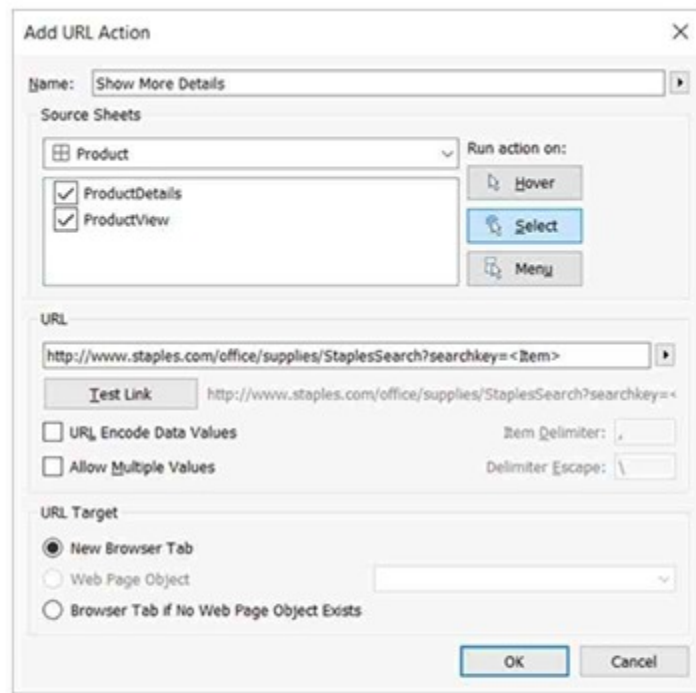 Add URL Action
Name: Show More Details
Source Sheets
Product
Run action on:
ProductDetails
ProductView
Hover
Select
Menu
URL
http://www.staples.com/office/supplies/StaplesSearch?searchkey=<Item>
Test Link http://www.staples.com/office/supplies/StaplesSearch?searchkey=<
URL Encode Data Values Item Delimiter: ,
Allow Multiple Values Delimiter Escape: \
URL Target
New Browser Tab
Web Page Object
Browser Tab if No Web Page Object Exists
OK Cancel